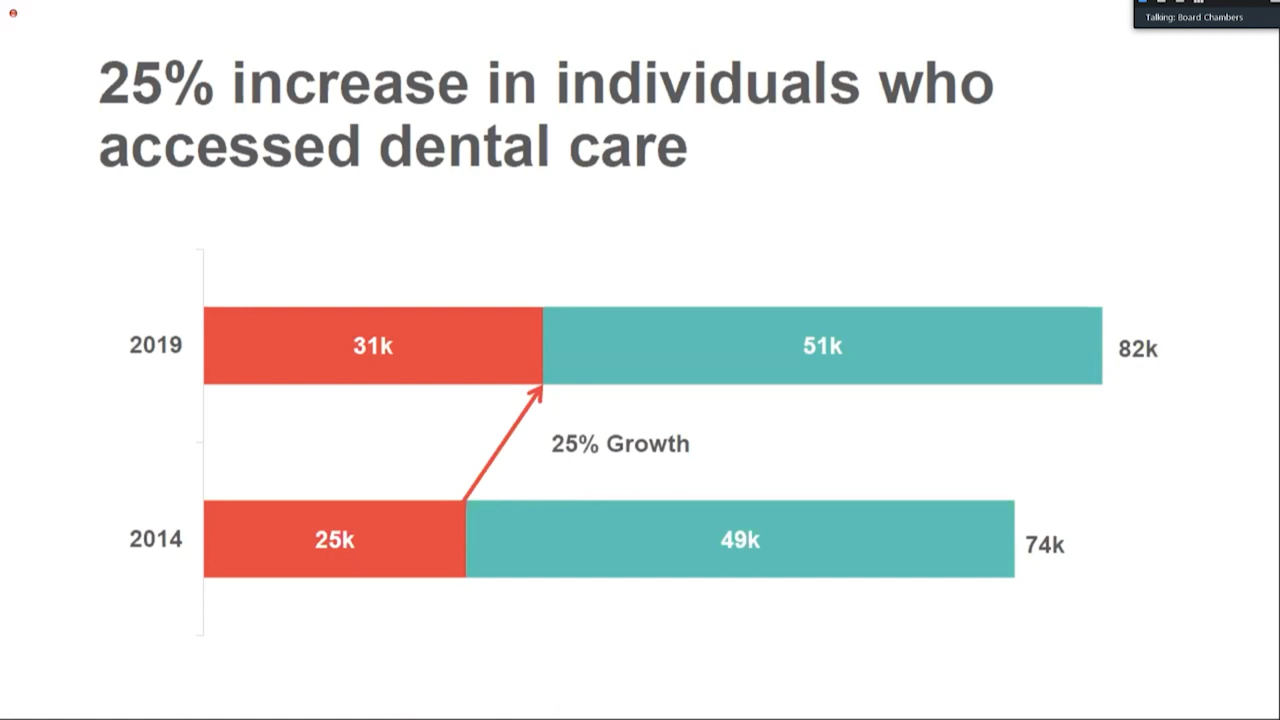 Talking: Board Chambers
25% increase in individuals who
accessed dental care
2019
31k
51k
82k
25% Growth
2014
25k
49k
74k